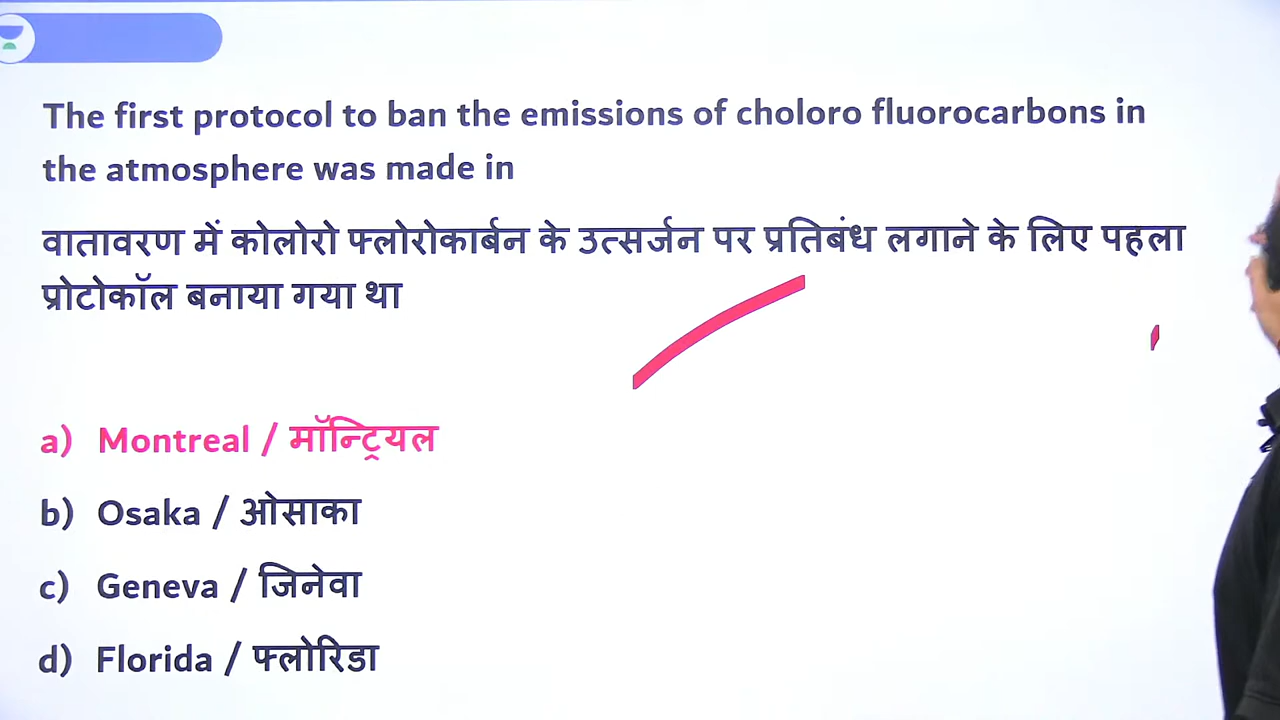 The first protocol to ban the emissions of choloro fluorocarbons in
the atmosphere was made in
वातावरण में कोलोरो फ्लोरोकार्बन के उत्सर्जन पर प्रतिबंध लगाने के लिए पहला
प्रोटोकॉल बनाया गया था
a) Montreal / मॉन्ट्रियल
b) Osaka / ओसाका
c) Geneva / जिनेवा
d) Florida / फ्लोरिडा